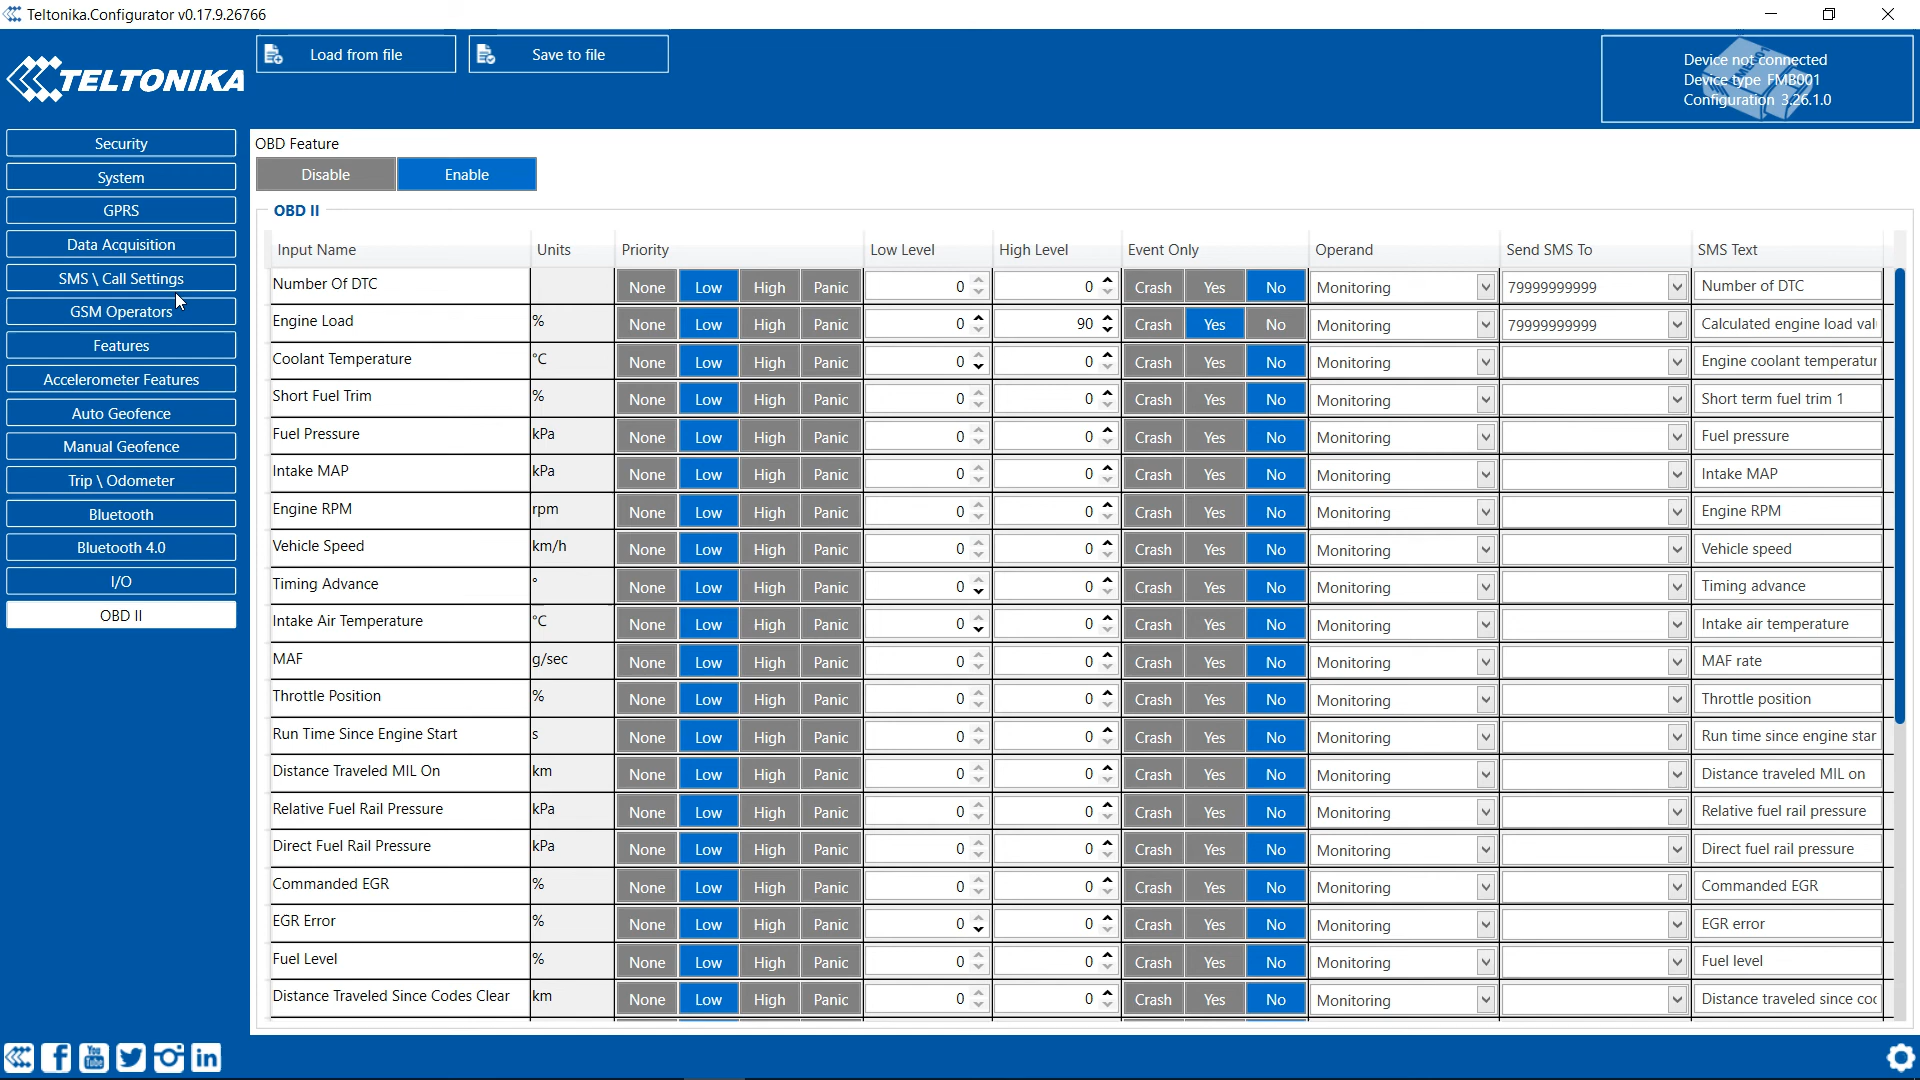 Teltonika.Configurator v0.17.9.26766
TELTONIKA
Load from file
Save to file
Device not connected
Device type FMB001
Configuration 3.26.1.0
Security
System
GPRS
Data Acquisition
SMS \ Call Settings
GSM Operators
Features
Accelerometer Features
Auto Geofence
Manual Geofence
Trip \ Odometer
Bluetooth
Bluetooth 4.0
I/O
OBD II
OBD Feature
Disable Enable
OBD II
Input Name Units Priority Low Level High Level Event Only Operand Send SMS To SMS Text
Number Of DTC None Low High Panic 0 0 Crash Yes No Monitoring 79999999999 Number of DTC
Engine Load % None Low High Panic 0 90 Crash Yes No Monitoring 79999999999 Calculated engine load val
Coolant Temperature °C None Low High Panic 0 0 Crash Yes No Monitoring Engine coolant temperatur
Short Fuel Trim % None Low High Panic 0 0 Crash Yes No Monitoring Short term fuel trim 1
Fuel Pressure kPa None Low High Panic 0 0 Crash Yes No Monitoring Fuel pressure
Intake MAP kPa None Low High Panic 0 0 Crash Yes No Monitoring Intake MAP
Engine RPM rpm None Low High Panic 0 0 Crash Yes No Monitoring Engine RPM
Vehicle Speed km/h None Low High Panic 0 0 Crash Yes No Monitoring Vehicle speed
Timing Advance ° None Low High Panic 0 0 Crash Yes No Monitoring Timing advance
Intake Air Temperature °C None Low High Panic 0 0 Crash Yes No Monitoring Intake air temperature
MAF g/sec None Low High Panic 0 0 Crash Yes No Monitoring MAF rate
Throttle Position % None Low High Panic 0 0 Crash Yes No Monitoring Throttle position
Run Time Since Engine Start s None Low High Panic 0 0 Crash Yes No Monitoring Run time since engine star
Distance Traveled MIL On km None Low High Panic 0 0 Crash Yes No Monitoring Distance traveled MIL on
Relative Fuel Rail Pressure kPa None Low High Panic 0 0 Crash Yes No Monitoring Relative fuel rail pressure
Direct Fuel Rail Pressure kPa None Low High Panic 0 0 Crash Yes No Monitoring Direct fuel rail pressure
Commanded EGR % None Low High Panic 0 0 Crash Yes No Monitoring Commanded EGR
EGR Error % None Low High Panic 0 0 Crash Yes No Monitoring EGR error
Fuel Level % None Low High Panic 0 0 Crash Yes No Monitoring Fuel level
Distance Traveled Since Codes Clear km None Low High Panic 0 0 Crash Yes No Monitoring Distance traveled since coc